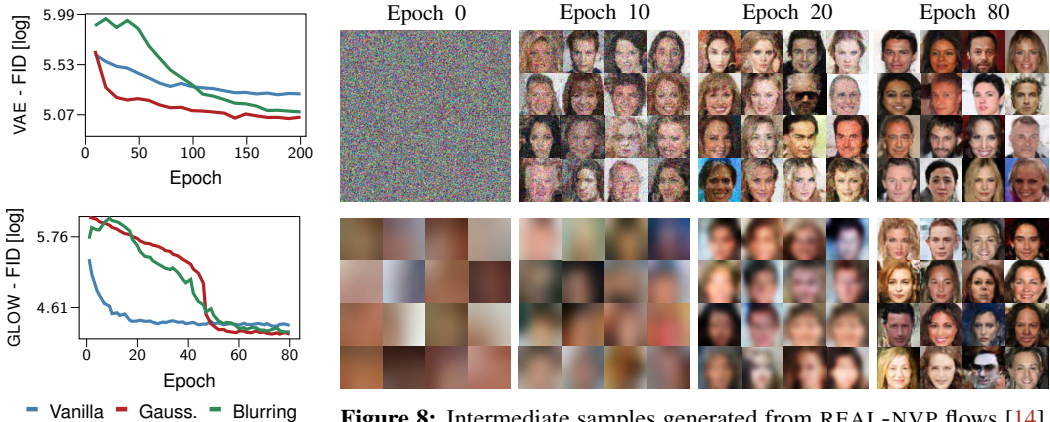 VAE - FID [log]
5.99
5.53
5.07
0
50
100
150
200
Epoch
GLOW - FID [log]
5.76
4.61
0
20
40
60
80
Epoch
Vanilla
Gauss.
Blurring
Epoch 0
Epoch 10
Epoch 20
Epoch 80
Figure 8: Intermediate samples generated from REAL-NVP flows [14],